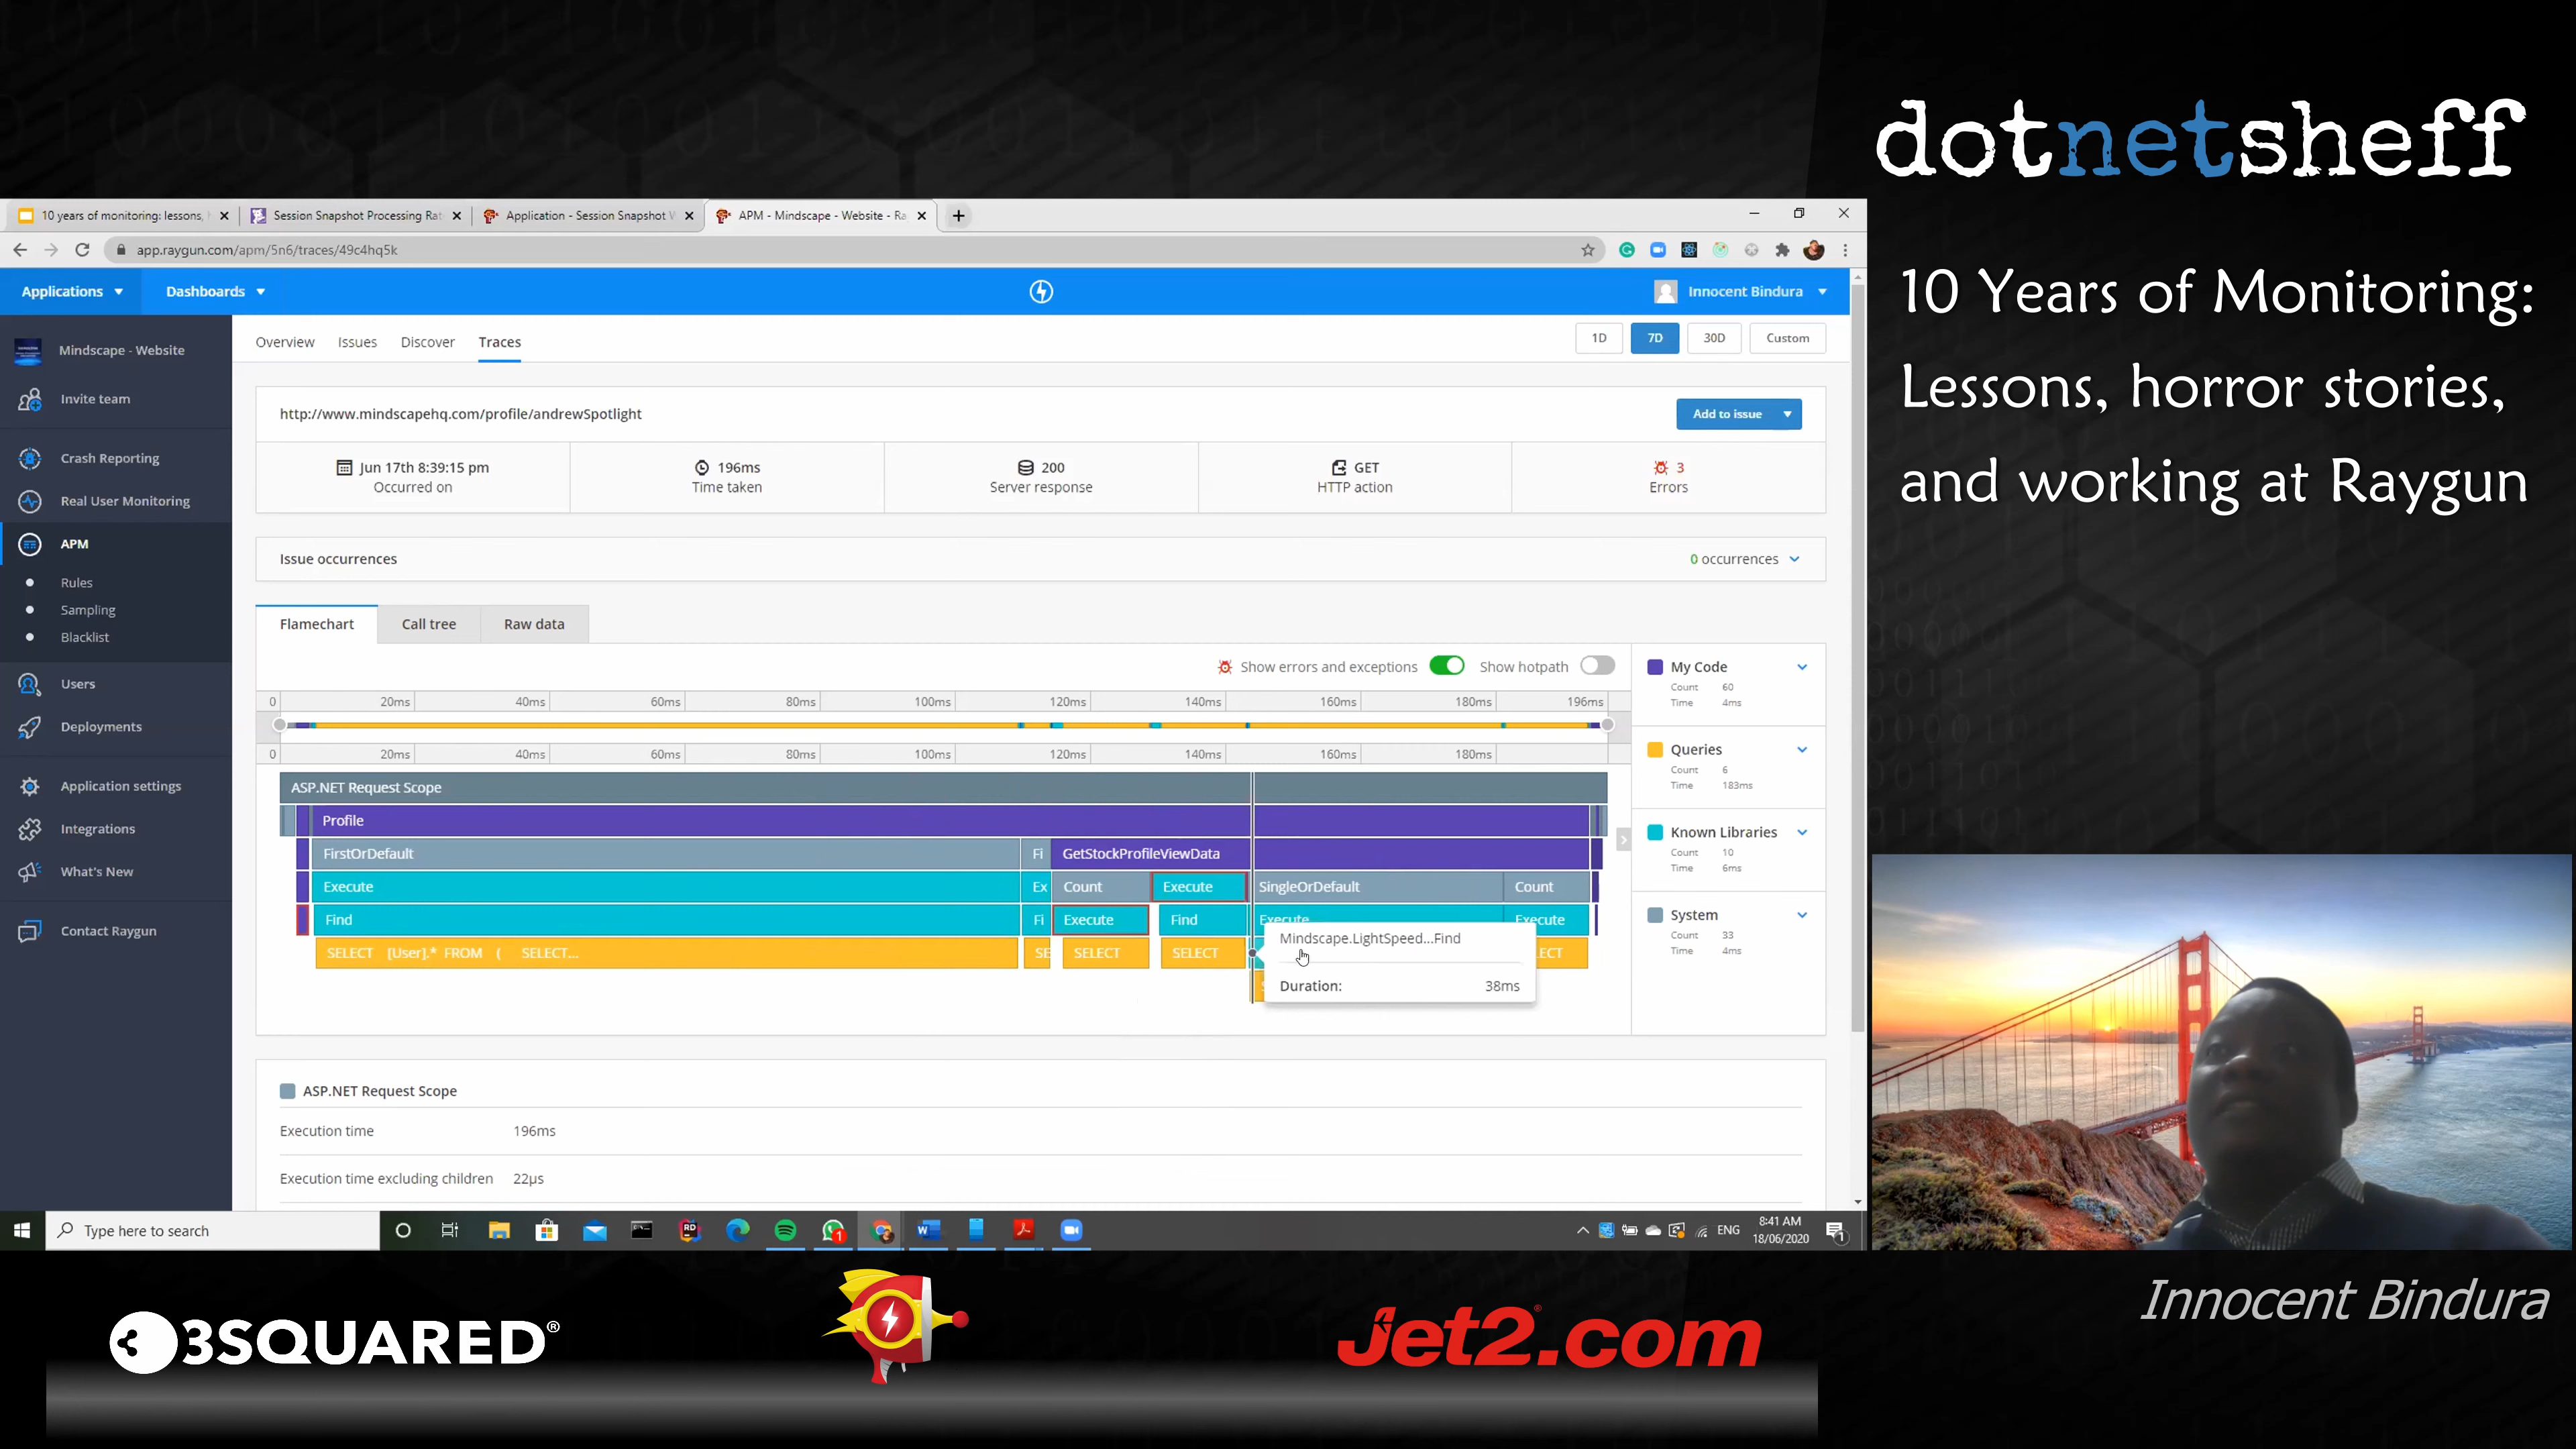 dotnetsheff
10 Years of Monitoring:
Lessons, horror stories,
and working at Raygun
10 years of monitoring: lessons,
Session Snapshot Processing Rat
Application - Session Snapshot
APM - Mindscape - Website - Ra
app.raygun.com/apm/5n6/traces/49c4hq5k
Applications
Dashboards
Innocent Bindura
Mindscape - Website
Invite team
Crash Reporting
Real User Monitoring
APM
Rules
Sampling
Blacklist
Users
Deployments
Application settings
Integrations
What's New
Contact Raygun
Overview Issues Discover Traces
1D 7D 30D Custom
http://www.mindscapehq.com/profile/andrewSpotlight
Add to issue
Jun 17th 8:39:15 pm
Occurred on
196ms
Time taken
200
Server response
GET
HTTP action
3
Errors
Issue occurrences
0 occurrences
Flamechart Call tree Raw data
Show errors and exceptions Show hotpath
0 20ms 40ms 60ms 80ms 100ms 120ms 140ms 160ms 180ms 196ms
0 20ms 40ms 60ms 80ms 100ms 120ms 140ms 160ms 180ms
ASP.NET Request Scope
Profile
FirstOrDefault Fi GetStockProfileViewData
Execute Ex Count Execute SingleOrDefault Count
Find Fi Execute Find Execute Execute
SELECT [User].* FROM ( SELECT... SE SELECT SELECT LECT
Mindscape.LightSpeed...Find
Duration: 38ms
My Code
Count 60
Time 4ms
Queries
Count 6
Time 183ms
Known Libraries
Count 10
Time 6ms
System
Count 33
Time 4ms
ASP.NET Request Scope
Execution time 196ms
Execution time excluding children 22µs
Type here to search
RD
1
ENG
8:41 AM
18/06/2020
1
3SQUARED®
Jet2.com
Innocent Bindura